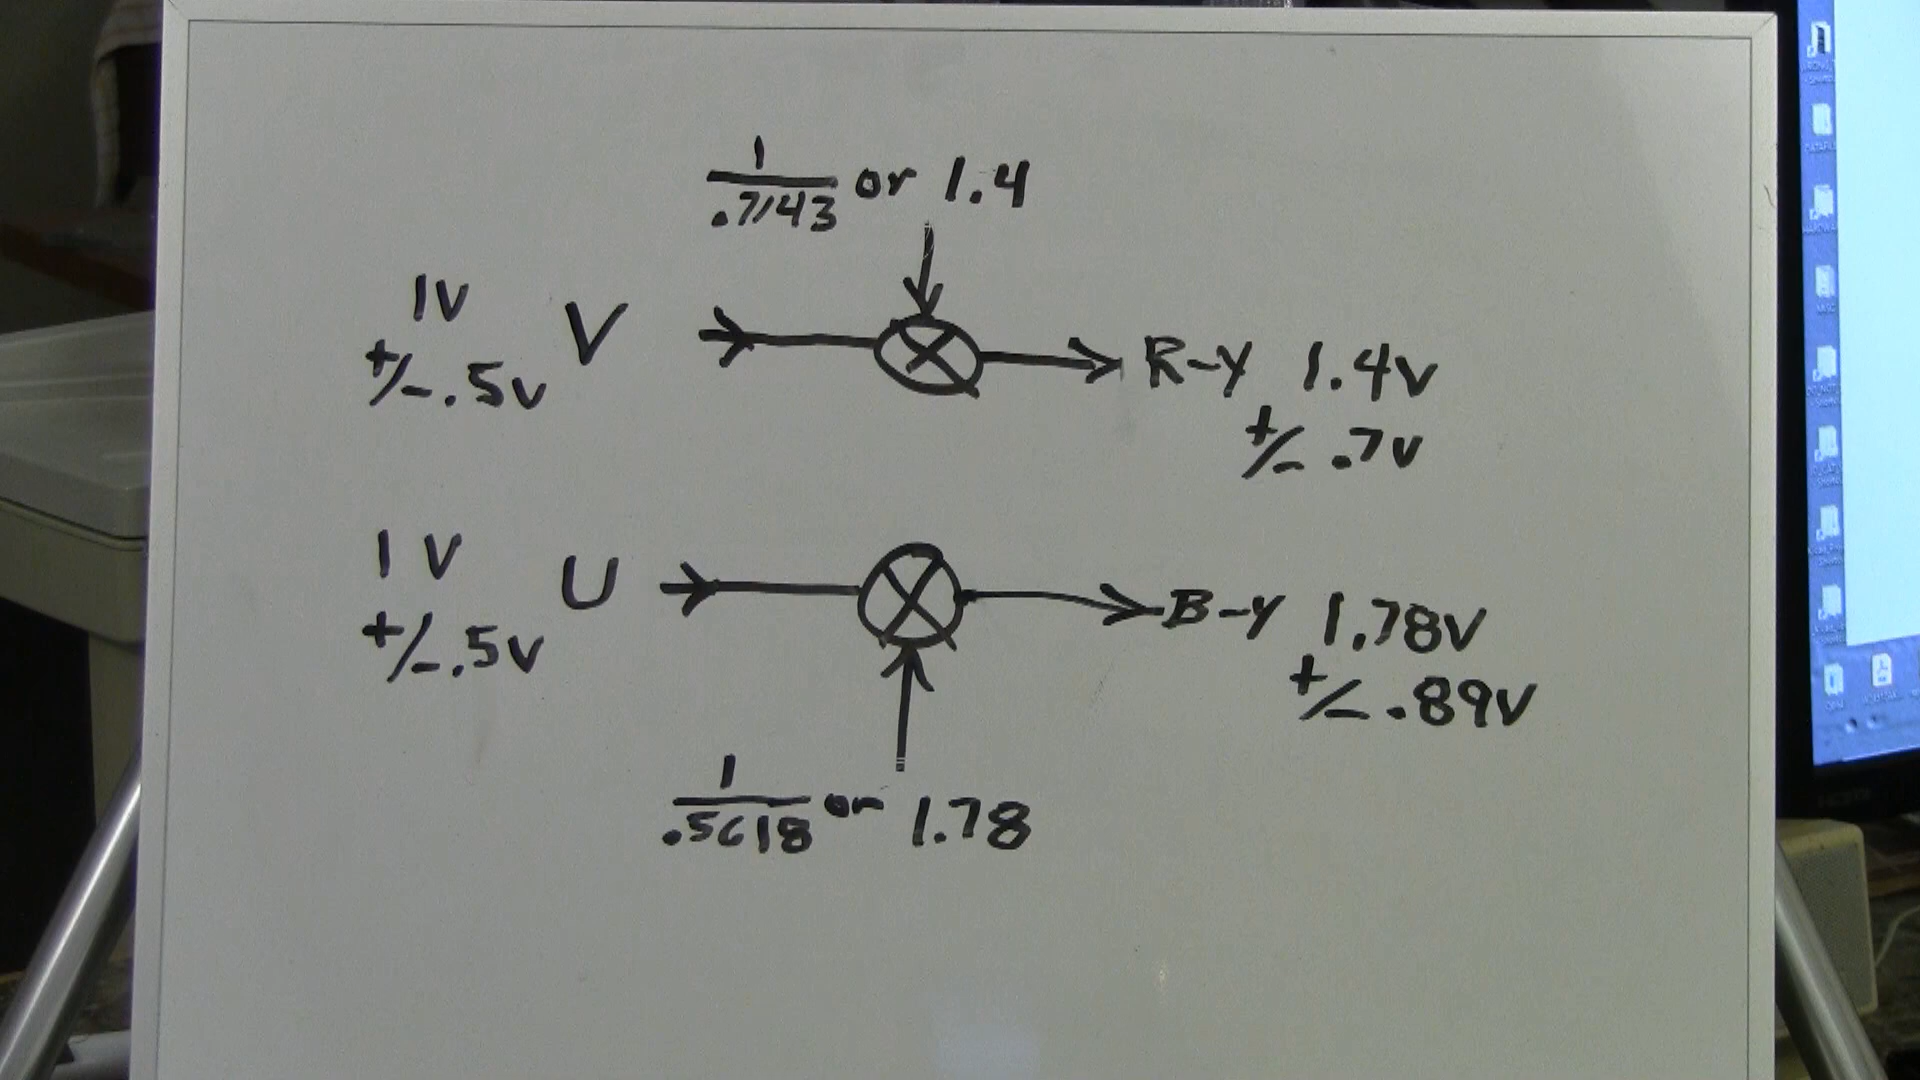 1
.7143 or 1.4
1V
+/- .5V V R-Y 1.4V
+/- .7V
1V
+/- .5V U B-Y 1.78V
+/- .89V
1
.5618 or 1.78